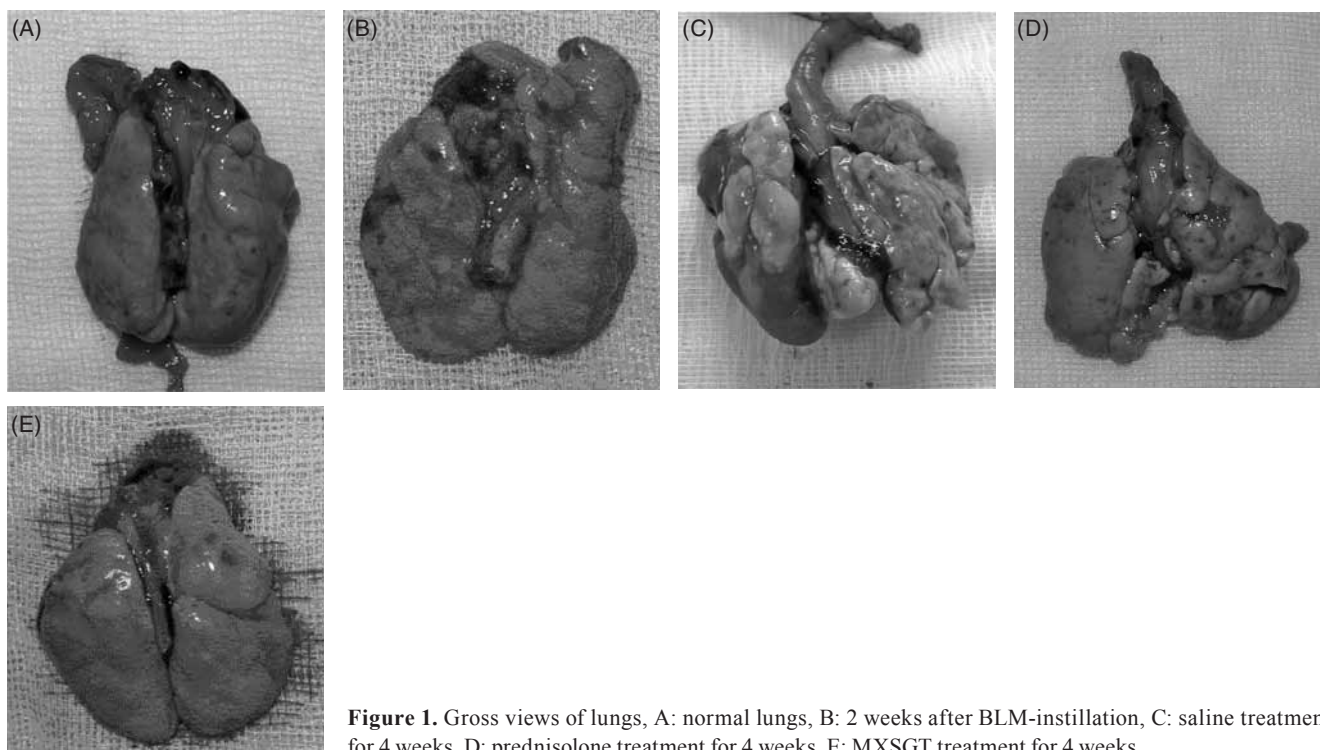 (A)
(B)
(C)
(D)
(E)
Figure 1. Gross views of lungs, A: normal lungs, B: 2 weeks after BLM-instillation, C: saline
for 4 weeks, D: prednisolone treatment for 4 weeks, E: MXSGT treatment for 4 weeks